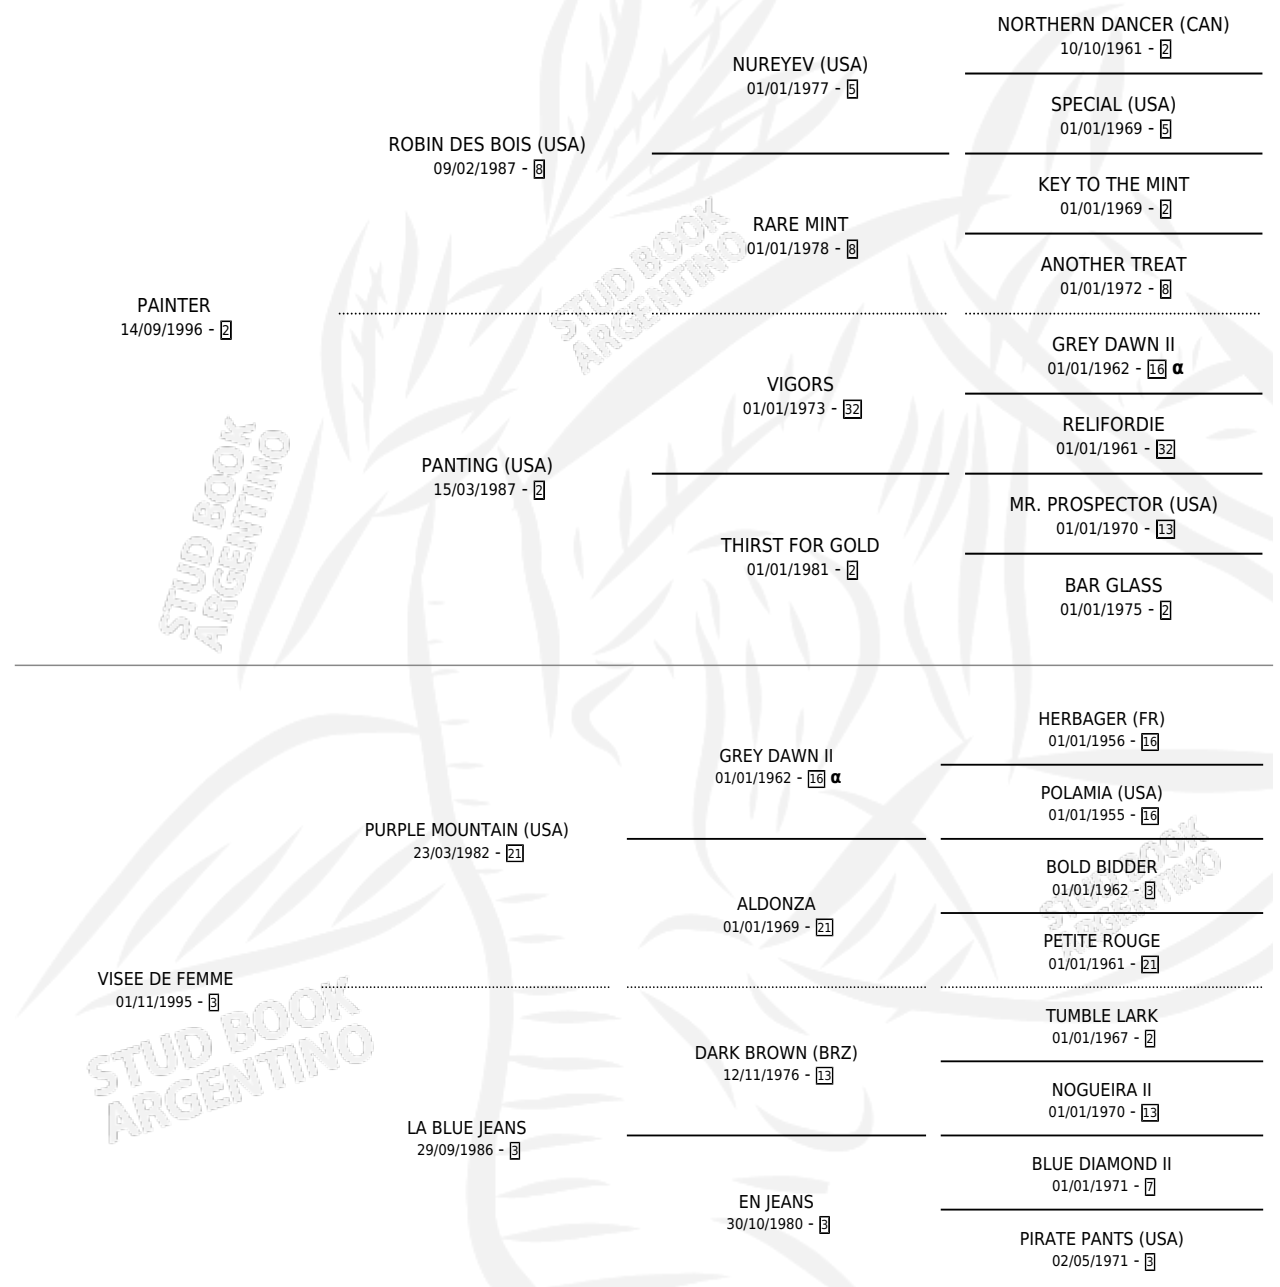 NORTHERN DANCER (CAN)
10/10/1961 - 2
NUREYEV (USA)
01/01/1977 - 5
SPECIAL (USA)
01/01/1969 - 5
ROBIN DES BOIS (USA)
09/02/1987 - 8
KEY TO THE MINT
01/01/1969 - 2
RARE MINT
01/01/1978 - 8
ANOTHER TREAT
01/01/1972 - 8
PAINTER
14/09/1996 - 2
GREY DAWN II
01/01/1962 - 16 α
VIGORS
01/01/1973 - 32
RELIFORDIE
01/01/1961 - 32
PANTING (USA)
15/03/1987 - 2
MR. PROSPECTOR (USA)
01/01/1970 - 13
THIRST FOR GOLD
01/01/1981 - 2
BAR GLASS
01/01/1975 - 2
HERBAGER (FR)
01/01/1956 - 16
GREY DAWN II
01/01/1962 - 16 α
POLAMIA (USA)
01/01/1955 - 16
PURPLE MOUNTAIN (USA)
23/03/1982 - 21
BOLD BIDDER
01/01/1962 - 3
ALDONZA
01/01/1969 - 21
PETITE ROUGE
01/01/1961 - 21
VISEE DE FEMME
01/11/1995 - 3
TUMBLE LARK
01/01/1967 - 2
DARK BROWN (BRZ)
12/11/1976 - 13
NOGUEIRA II
01/01/1970 - 13
LA BLUE JEANS
29/09/1986 - 3
BLUE DIAMOND II
01/01/1971 - 7
EN JEANS
30/10/1980 - 3
PIRATE PANTS (USA)
02/05/1971 - 3
STUD BOOK
ARGENTINO
STUD BOOK
ARGENTINO
STUD BOOK
ARGENTINO
STUD BOOK
ARGENTINO